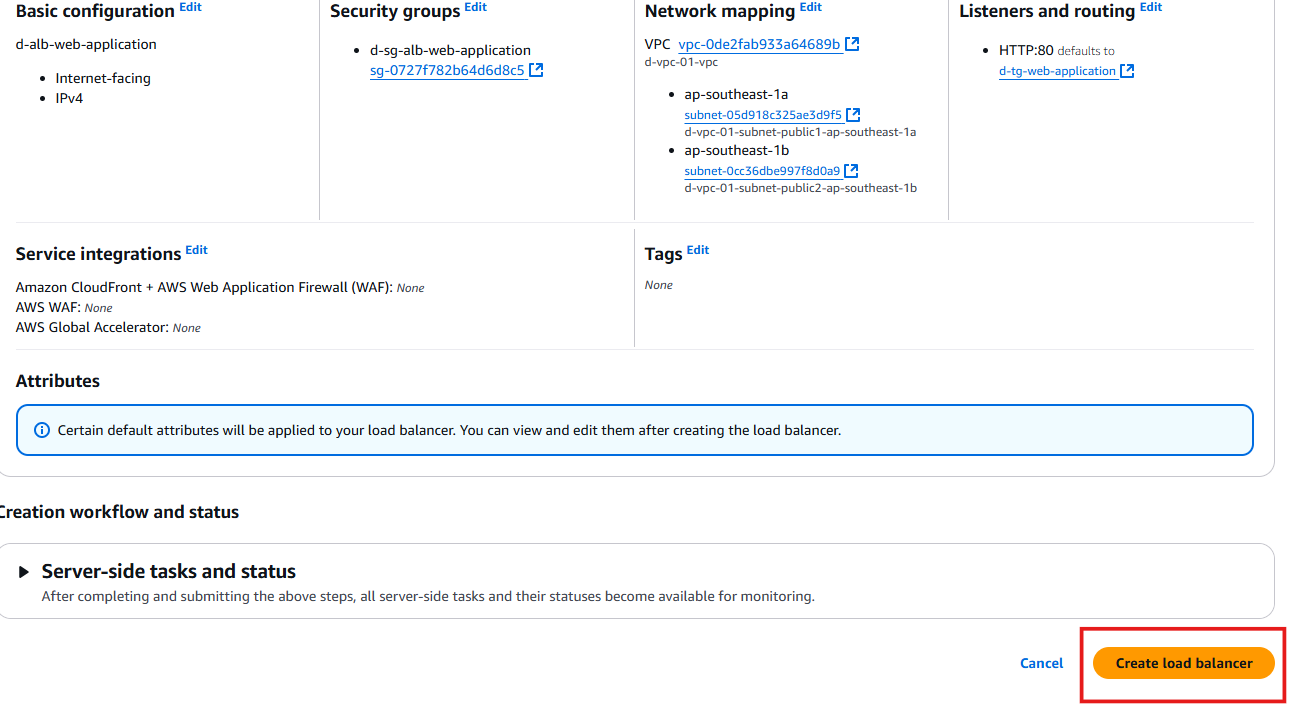 Basic configuration Edit
d-alb-web-application
Internet-facing
IPv4
Security groups Edit
d-sg-alb-web-application
sg-0727f782b64d6d8c5
Network mapping Edit
VPC vpc-0de2fab933a64689b
d-vpc-01-vpc
ap-southeast-1a
subnet-05d918c325ae3d9f5
d-vpc-01-subnet-public1-ap-southeast-1a
ap-southeast-1b
subnet-0cc36dbe997f8d0a9
d-vpc-01-subnet-public2-ap-southeast-1b
Listeners and routing Edit
HTTP:80 defaults to
d-tg-web-application
Service integrations Edit
Amazon CloudFront + AWS Web Application Firewall (WAF): None
AWS WAF: None
AWS Global Accelerator: None
Tags Edit
None
Attributes
Certain default attributes will be applied to your load balancer. You can view and edit them after creating the load balancer.
Creation workflow and status
Server-side tasks and status
After completing and submitting the above steps, all server-side tasks and their statuses become available for monitoring.
Cancel
Create load balancer